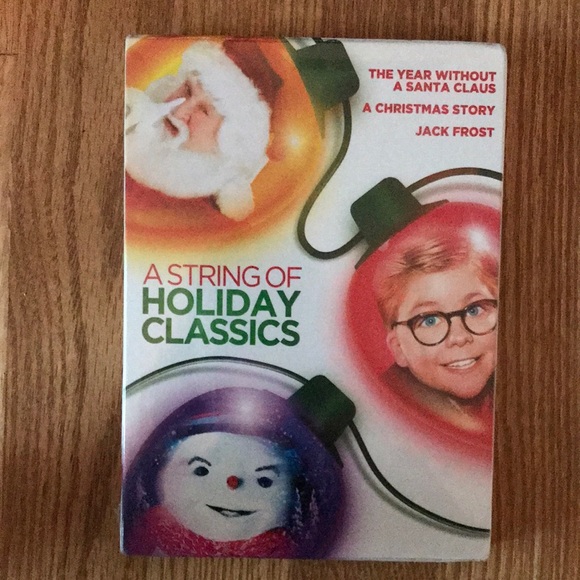 THE YEAR WITHOUT
A SANTA CLAUS
A CHRISTMAS STORY
JACK FROST
A STRING OF
HOLIDAY
CLASSICS